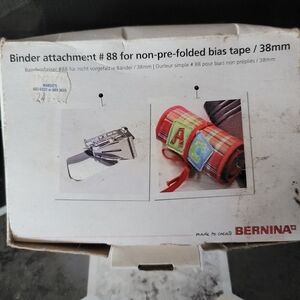 Binder attachment # 88 for non-pre-folded bias tape / 38mm
Bandeinfasser #88 für nicht vorgefalzte Bänder / 38mm | Ourleur simple # 88 pour biais non pépliés / 38mm
A
made to create BERNINA